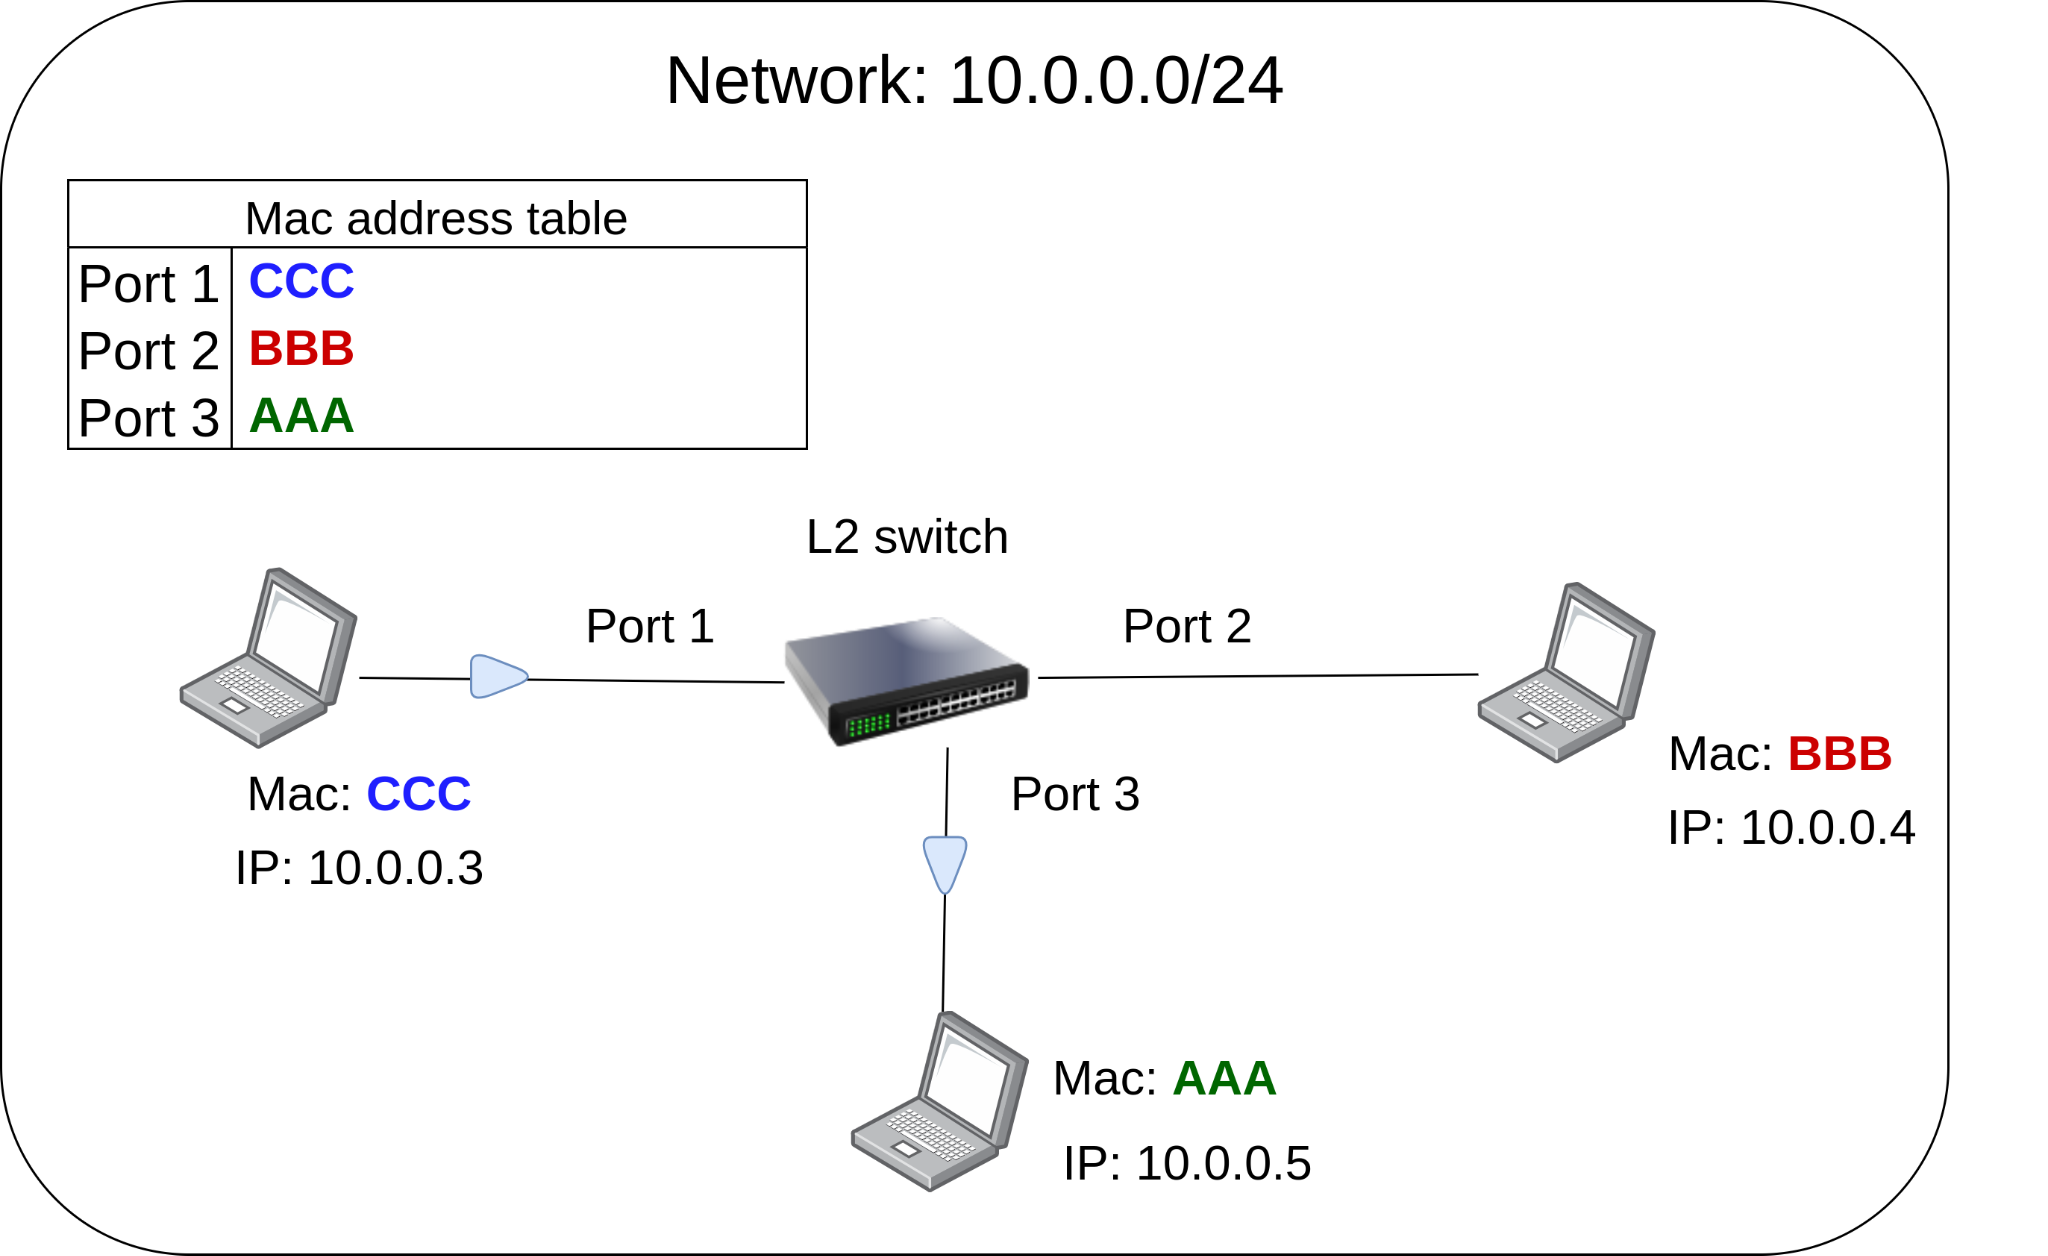 Network: 10.0.0.0/24
Mac address table
Port 1 CCC
Port 2 BBB
Port 3 AAA
L2 switch
Port 1
Port 2
Mac: CCC
IP: 10.0.0.3
Port 3
Mac: BBB
IP: 10.0.0.4
Mac: AAA
IP: 10.0.0.5